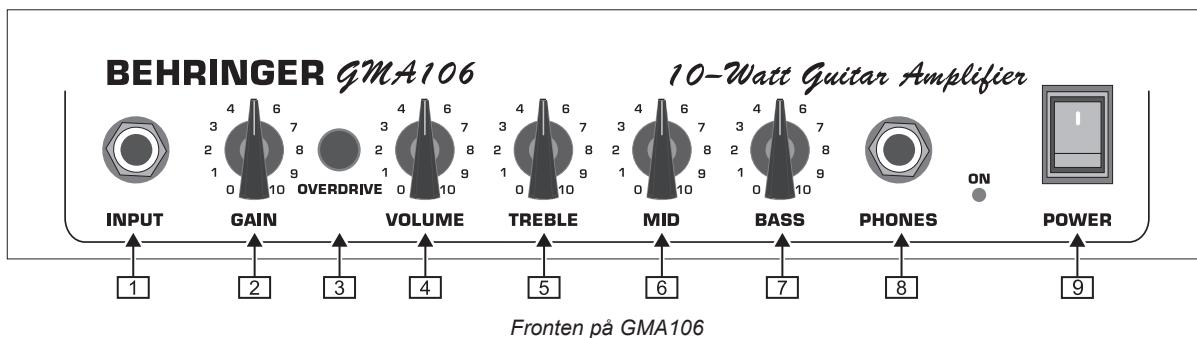 BEHRINGER GMA106 10-Watt Guitar Amplifier
4 6 4 6 4 6 4 6 4 6
3 7 3 7 3 7 3 7 3 7
2 8 2 8 2 8 2 8 2 8
1 9 1 9 1 9 1 9 1 9 ON
0 10 OVERDRIVE 0 10 0 10 0 10 0 10
INPUT GAIN VOLUME TREBLE MID BASS PHONES POWER
1 2 3 4 5 6 7 8 9
Fronten på GMA106